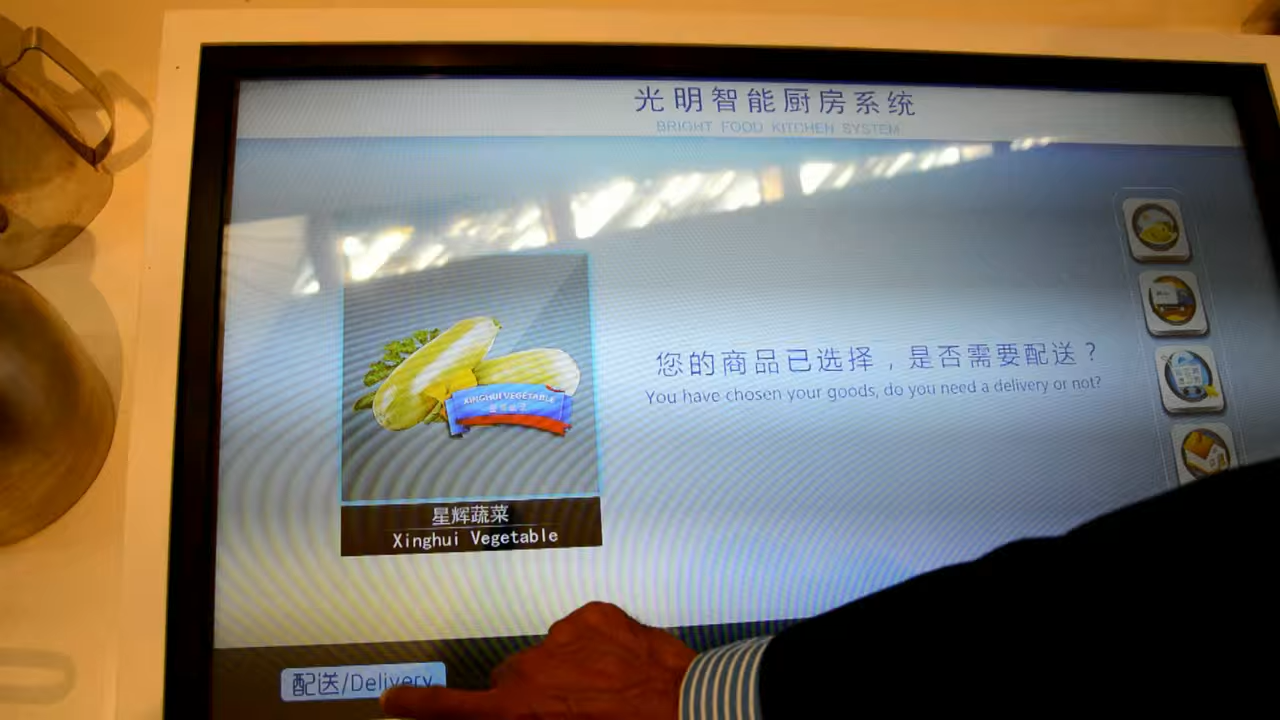 光明智能厨房系统
BRIGHT FOOD KITCHEN SYSTEM
您的商品已选择，是否需要配送？
You have chosen your goods, do you need a delivery or not?
XINGHUI VEGETABLE
星辉蔬菜
Xinghui Vegetable
配送/Delivery